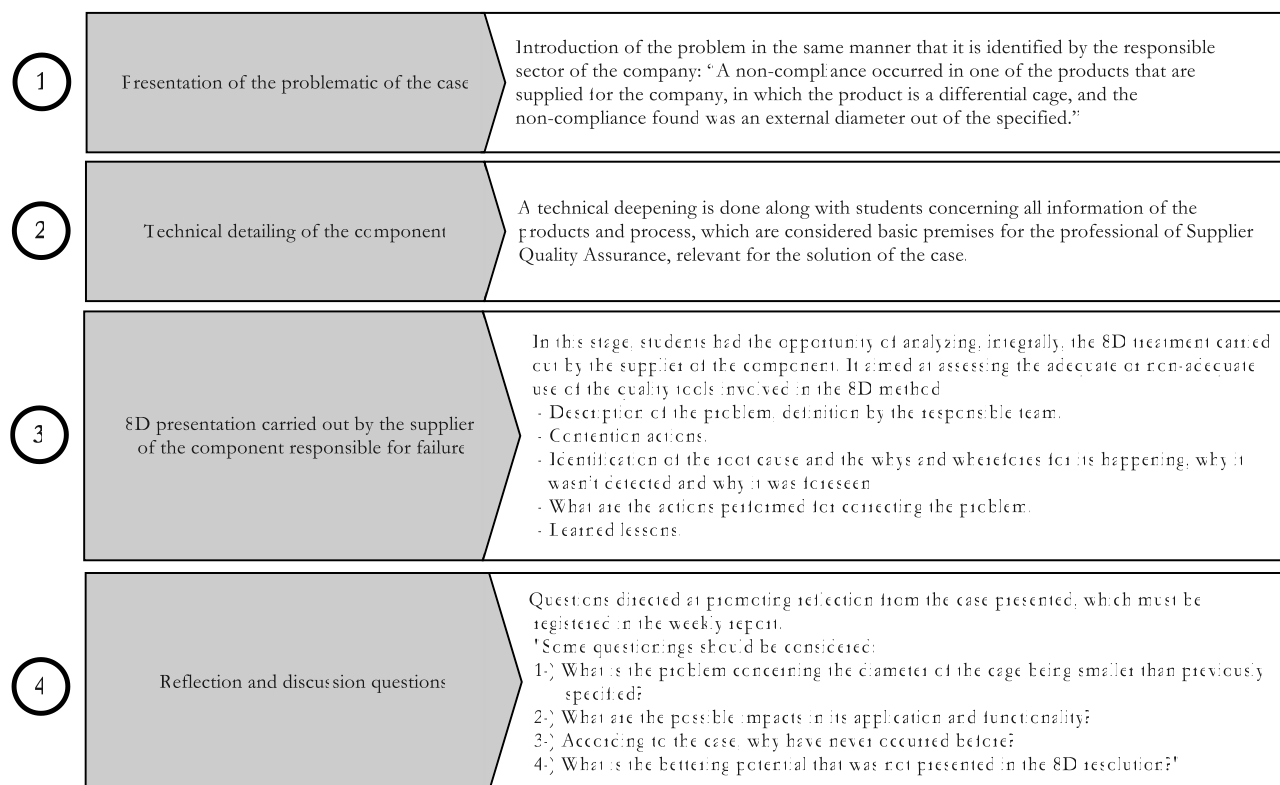 1
Presentation of the problematic of the case
Introduction of the problem in the same manner that it is identified by the responsible
sector of the company: “A non-compliance occurred in one of the products that are
supplied for the company, in which the product is a differential cage, and the
non-compliance found was an external diameter out of the specified.”
2
Technical detailing of the component
A technical deepening is done along with students concerning all information of the
products and process, which are considered basic premises for the professional of Supplier
Quality Assurance, relevant for the solution of the case.
3
8D presentation carried out by the supplier
of the component responsible for failure
In this stage, students had the opportunity of analyzing, integrally, the 8D treatment carried
out by the supplier of the component. It aimed at assessing the adequate or non-adequate
use of the quality tools involved in the 8D method
- Description of the problem, definition by the responsible team.
- Contention actions.
- Identification of the root cause and the whys and wherefores for its happening, why it
wasn't detected and why it was foreseen
- What are the actions performed for correcting the problem.
- Learned lessons.
4
Reflection and discussion questions
Questions directed at promoting reflection from the case presented, which must be
registered in the weekly report.
"Some questionings should be considered:
1-) What is the problem concerning the diameter of the cage being smaller than previously
specified?
2-) What are the possible impacts in its application and functionality?
3-) According to the case, why have never occurred before?
4-) What is the bettering potential that was not presented in the 8D resolution?"